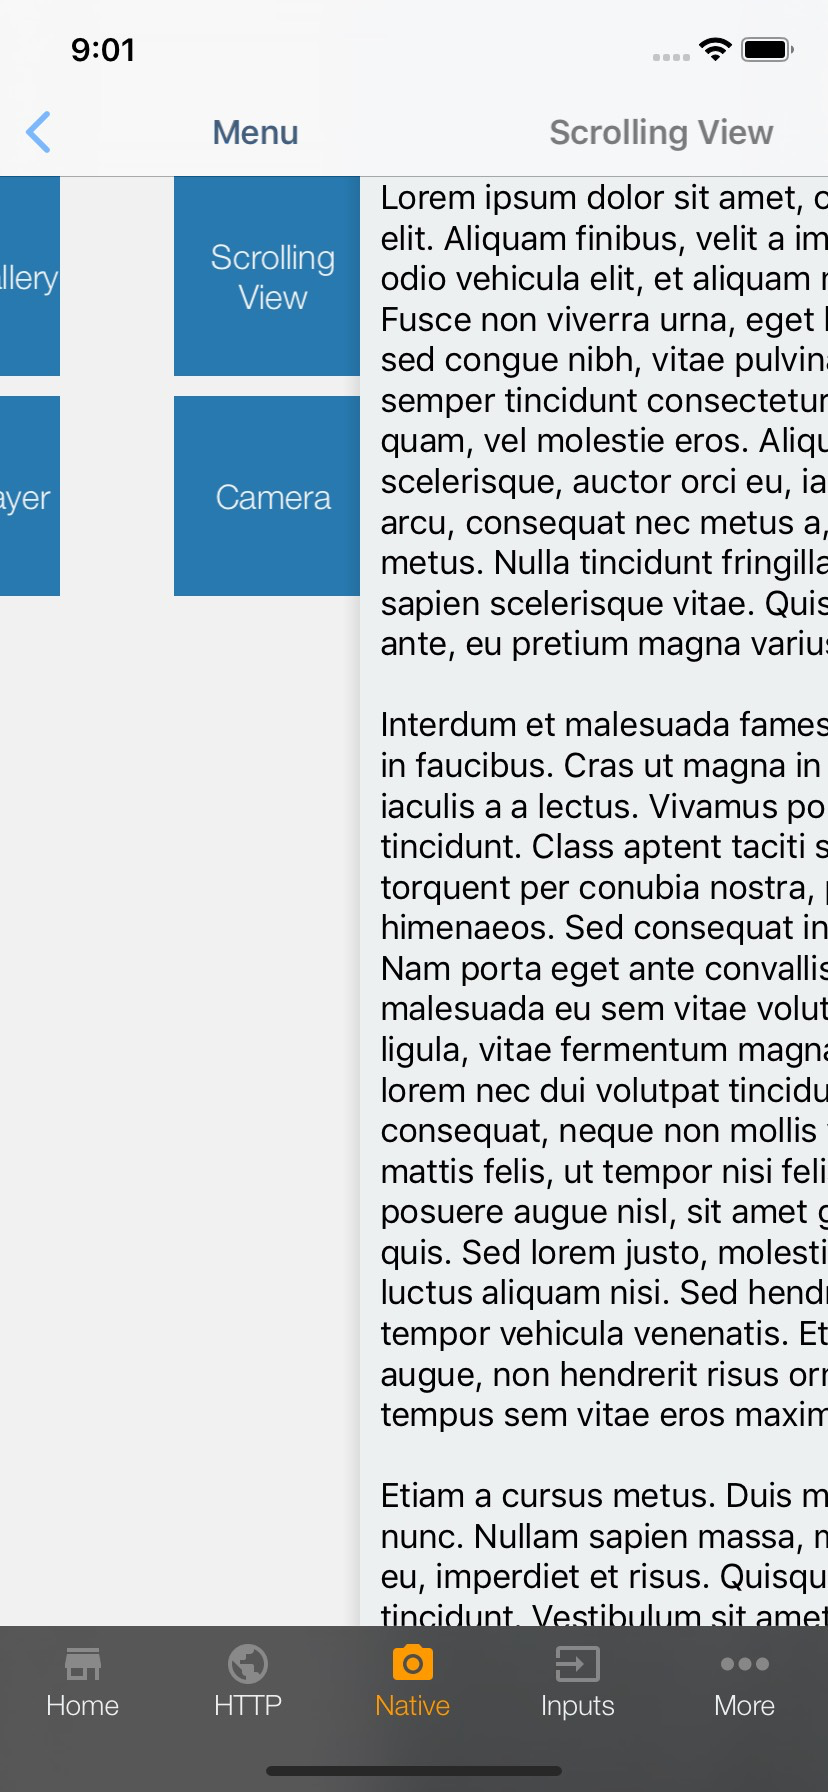 9:01
Menu
Scrolling View
llery
Scrolling
View
ayer
Camera
Lorem ipsum dolor sit amet, c
elit. Aliquam finibus, velit a im
odio vehicula elit, et aliquam
Fusce non viverra urna, eget
sed congue nibh, vitae pulvina
semper tincidunt consectetur
quam, vel molestie eros. Aliqu
scelerisque, auctor orci eu, ia
arcu, consequat nec metus a,
metus. Nulla tincidunt fringilla
sapien scelerisque vitae. Quis
ante, eu pretium magna varius
Interdum et malesuada fames
in faucibus. Cras ut magna in
iaculis a a lectus. Vivamus po
tincidunt. Class aptent taciti s
torquent per conubia nostra, p
himenaeos. Sed consequat in
Nam porta eget ante convallis
malesuada eu sem vitae volut
ligula, vitae fermentum magna
lorem nec dui volutpat tincidu
consequat, neque non mollis
mattis felis, ut tempor nisi feli
posuere augue nisl, sit amet g
quis. Sed lorem justo, molesti
luctus aliquam nisi. Sed hendr
tempor vehicula venenatis. Et
augue, non hendrerit risus orn
tempus sem vitae eros maxim
Etiam a cursus metus. Duis m
nunc. Nullam sapien massa, m
eu, imperdiet et risus. Quisqu
tincidunt. Vestibulum sit amet
Home
HTTP
Native
Inputs
More